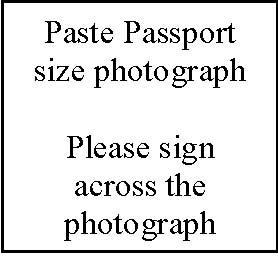 Paste Passport
size photograph
Please sign
across the
photograph